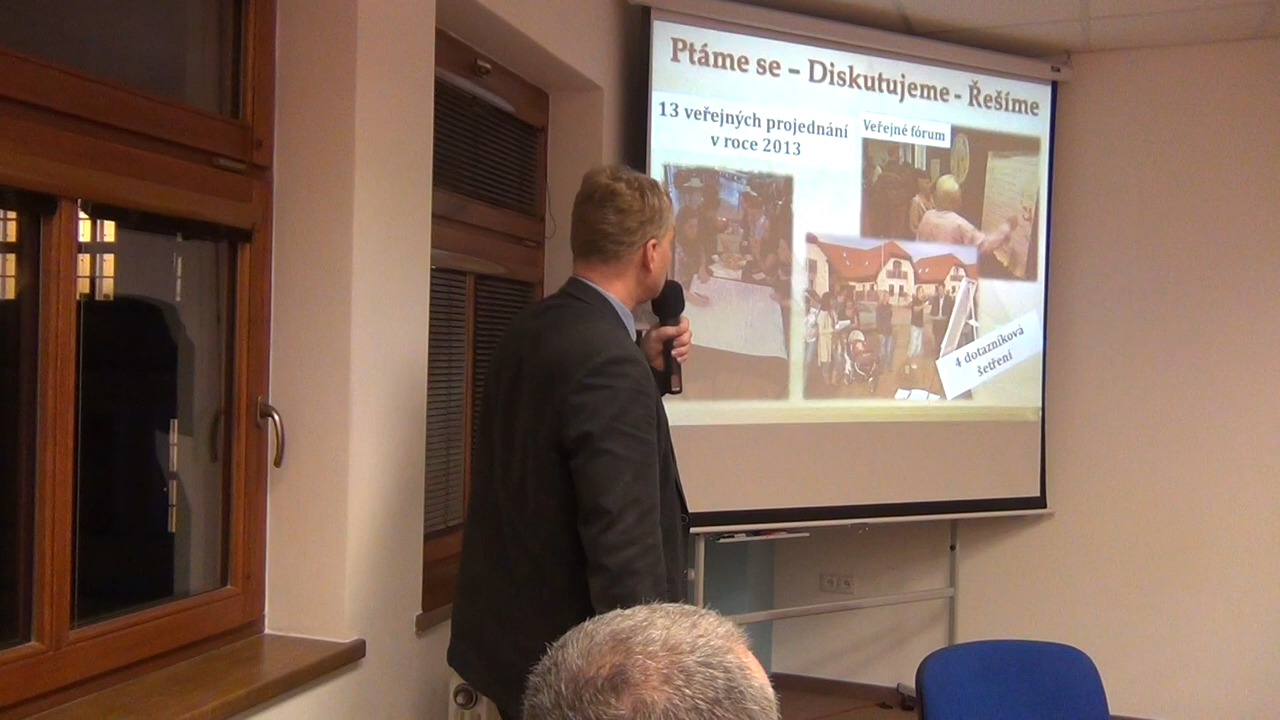 Ptáme se – Diskutujeme - Řešíme
13 veřejných projednání
v roce 2013
Veřejné fórum
4 dotazníková
šetření